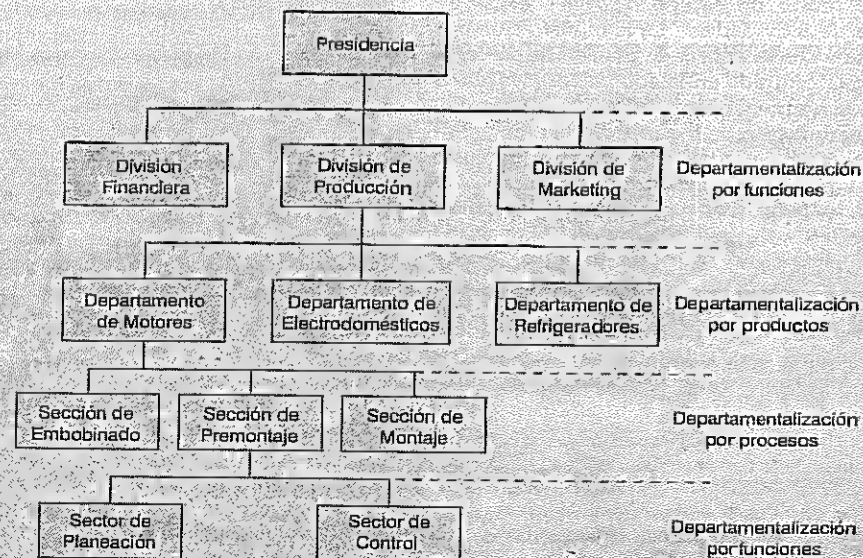 Presidencia
División
Financiera
División de
Producción
División de
Marketing
Departamentalización
por funciones
Departamento
de Motores
Departamento de
Electrodomésticos
Departamento de
Refrigeradores
Departamentalización
por productos
Sección de
Embobinado
Sección de
Premontaje
Sección de
Montaje
Departamentalización
por procesos
Sector de
Planeación
Sector de
Control
Departamentalización
por funciones